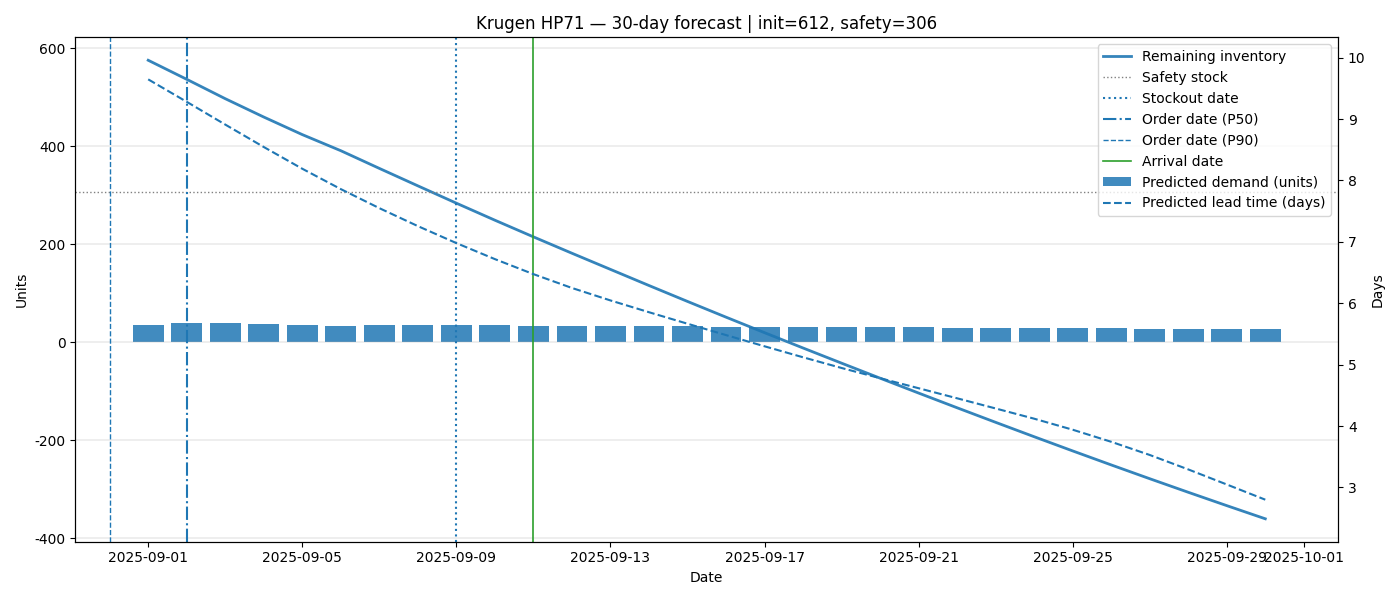 Krugen HP71 — 30-day forecast | init=612, safety=306
Units
600
400
200
0
-200
-400
Remaining inventory
Safety stock
Stockout date
Order date (P50)
Order date (P90)
Arrival date
Predicted demand (units)
Predicted lead time (days)
10
9
8
7
6
5
4
3
Days
2025-09-01
2025-09-05
2025-09-09
2025-09-13
2025-09-17
2025-09-21
2025-09-25
2025-09-29
2025-10-01
Date